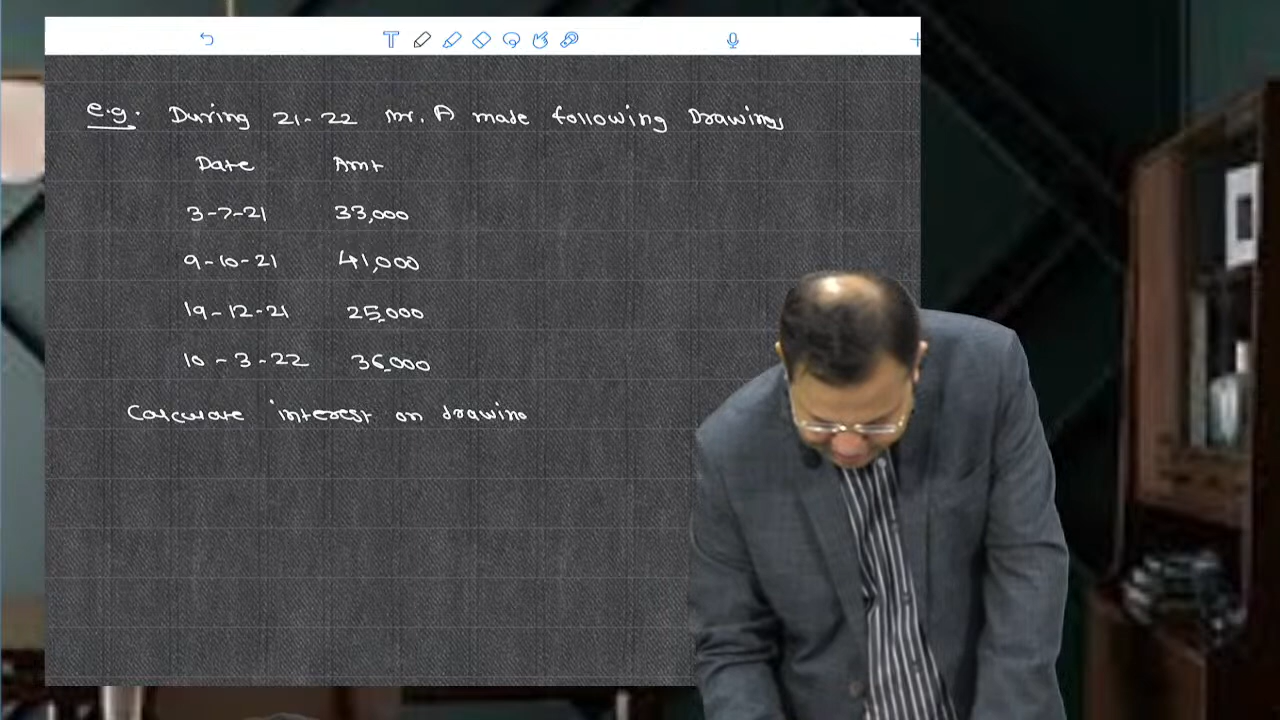 e.g. During 21-22 Mr. A made following Drawings
Date Amt
3-7-21 33,000
9-10-21 41,000
19-12-21 25,000
10-3-22 36,000
Calculate interest on drawing